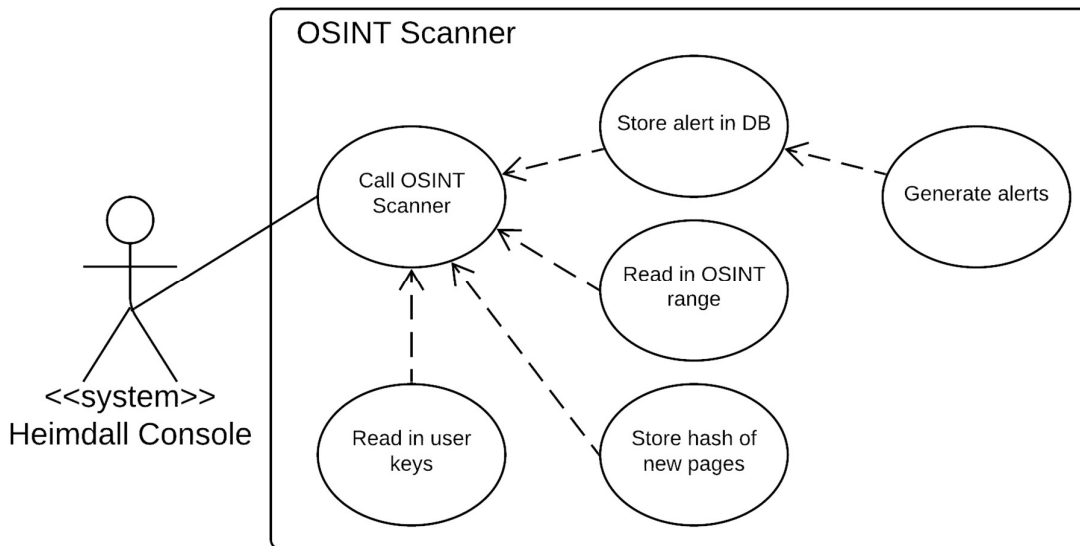 OSINT Scanner
Store alert in DB
Call OSINT
Scanner
Generate alerts
Read in OSINT
range
<<system>>
Heimdall Console
Read in user
keys
Store hash of
new pages